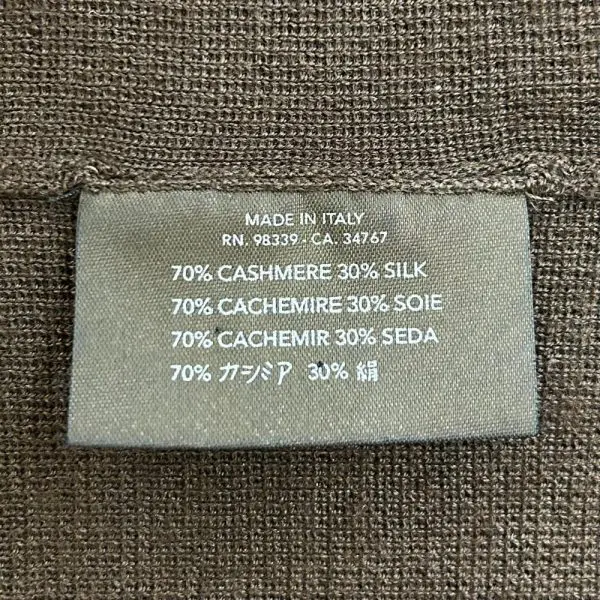 MADE IN ITALY
RN. 98339 - CA. 34767
70% CASHMERE 30% SILK
70% CACHEMIRE 30% SOIE
70% CACHEMIR 30% SEDA
70% カシミア 30% 絹